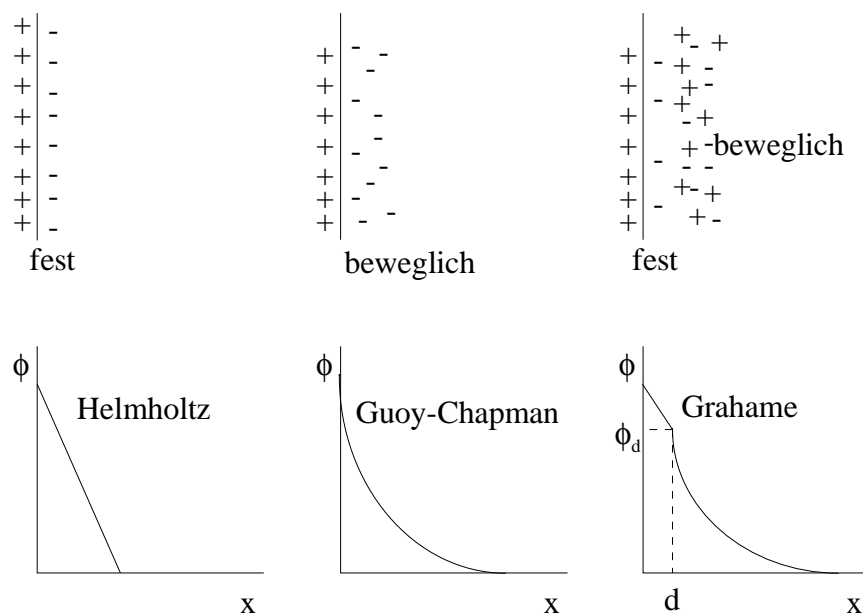 beweglich
fest
beweglich
fest
ϕ
Helmholtz
x
ϕ
Guoy-Chapman
x
ϕ
Grahame
ϕd
d
x